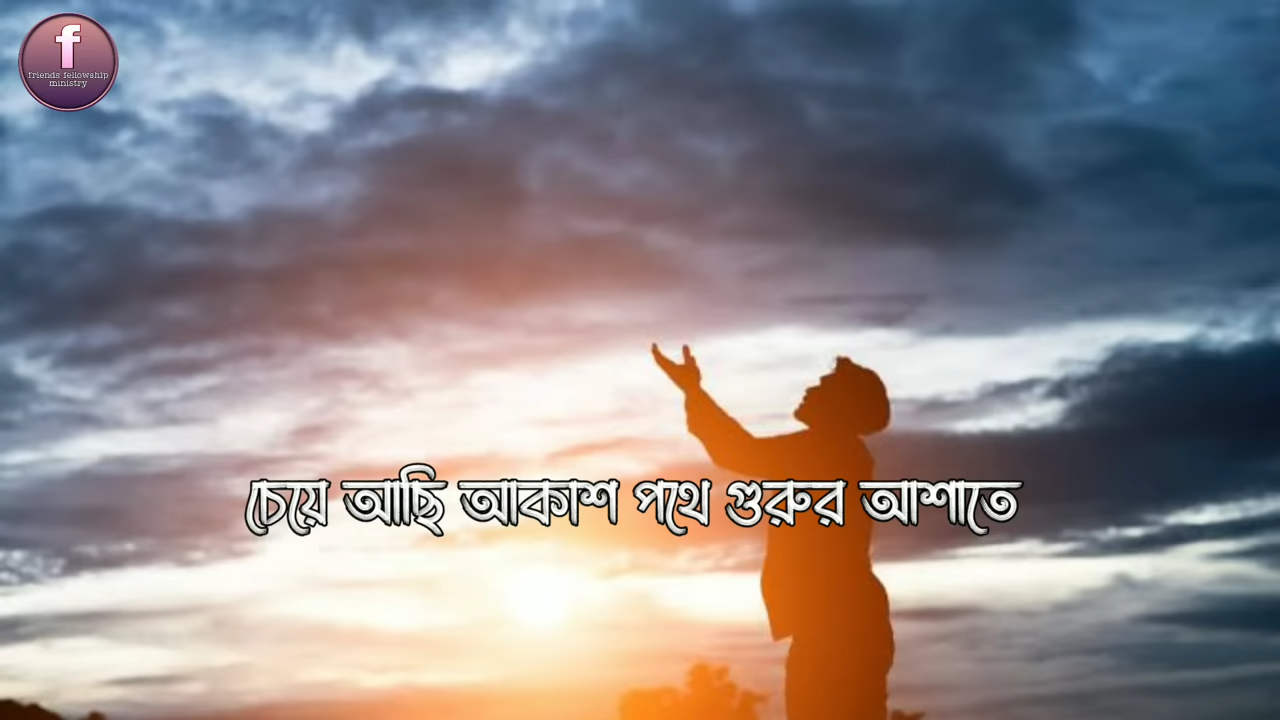 f
friends fellowship
ministry
চেয়ে আছি আকাশ পথে গুরুর আশাতে